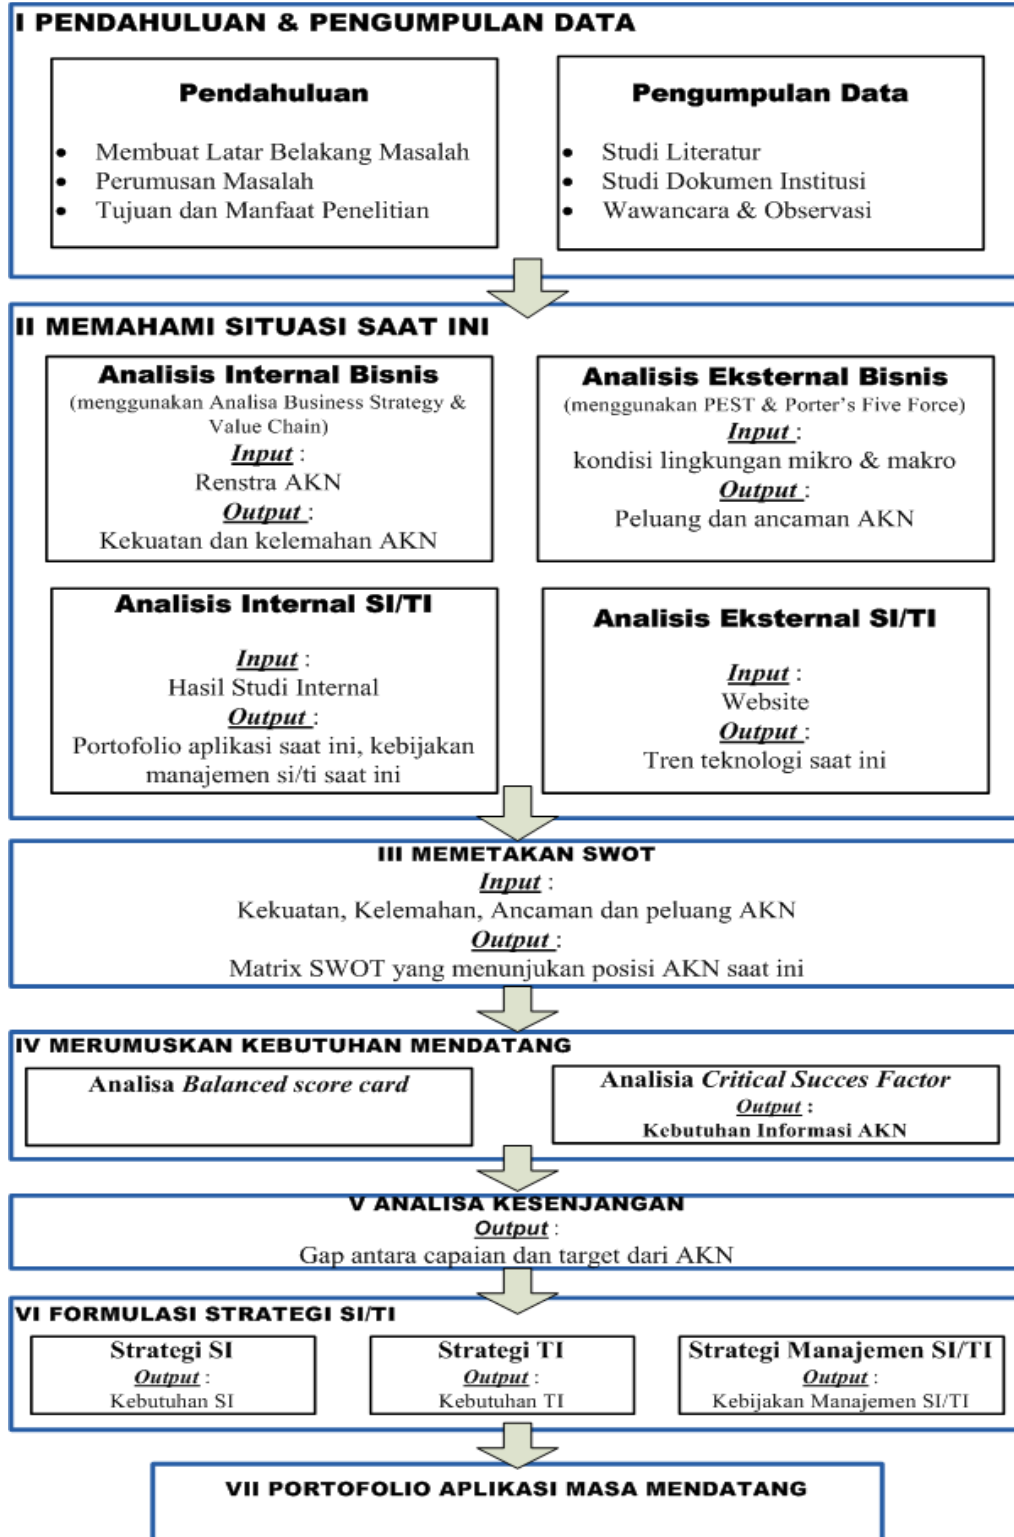 I PENDAHULUAN & PENGUMPULAN DATA
Pendahuluan
• Membuat Latar Belakang Masalah
• Perumusan Masalah
• Tujuan dan Manfaat Penelitian
Pengumpulan Data
• Studi Literatur
• Studi Dokumen Institusi
• Wawancara & Observasi
II MEMAHAMI SITUASI SAAT INI
Analisis Internal Bisnis
(menggunakan Analisa Business Strategy &
Value Chain)
Input :
Renstra AKN
Output :
Kekuatan dan kelemahan AKN
Analisis Eksternal Bisnis
(menggunakan PEST & Porter's Five Force)
Input :
kondisi lingkungan mikro & makro
Output :
Peluang dan ancaman AKN
Analisis Internal SI/TI
Input :
Hasil Studi Internal
Output :
Portofolio aplikasi saat ini, kebijakan
manajemen si/ti saat ini
Analisis Eksternal SI/TI
Input :
Website
Output :
Tren teknologi saat ini
III MEMETAKAN SWOT
Input :
Kekuatan, Kelemahan, Ancaman dan peluang AKN
Output :
Matrix SWOT yang menunjukan posisi AKN saat ini
IV MERUMUSKAN KEBUTUHAN MENDATANG
Analisa Balanced score card
Analisia Critical Succes Factor
Output :
Kebutuhan Informasi AKN
V ANALISA KESENJANGAN
Output :
Gap antara capaian dan target dari AKN
VI FORMULASI STRATEGI SI/TI
Strategi SI
Output :
Kebutuhan SI
Strategi TI
Output :
Kebutuhan TI
Strategi Manajemen SI/TI
Output :
Kebijakan Manajemen SI/TI
VII PORTOFOLIO APLIKASI MASA MENDATANG